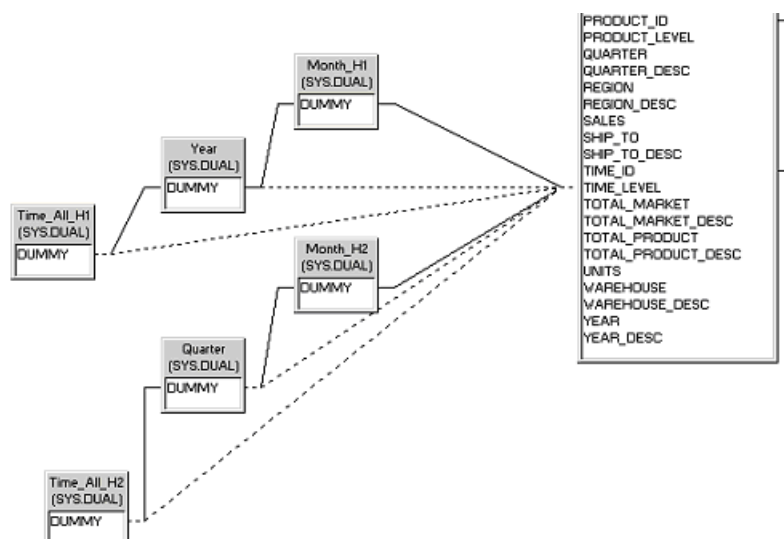 PRODUCT_ID
PRODUCT_LEVEL
QUARTER
QUARTER_DESC
REGION
REGION_DESC
SALES
SHIP_TO
SHIP_TO_DESC
TIME_ID
TIME_LEVEL
TOTAL_MARKET
TOTAL_MARKET_DESC
TOTAL_PRODUCT
TOTAL_PRODUCT_DESC
UNITS
WAREHOUSE
WAREHOUSE_DESC
YEAR
YEAR_DESC
Month_H1
(SYS.DUAL)
DUMMY
Year
(SYS.DUAL)
DUMMY
Time_All_H1
(SYS.DUAL)
DUMMY
Month_H2
(SYS.DUAL)
DUMMY
Quarter
(SYS.DUAL)
DUMMY
Time_All_H2
(SYS.DUAL)
DUMMY